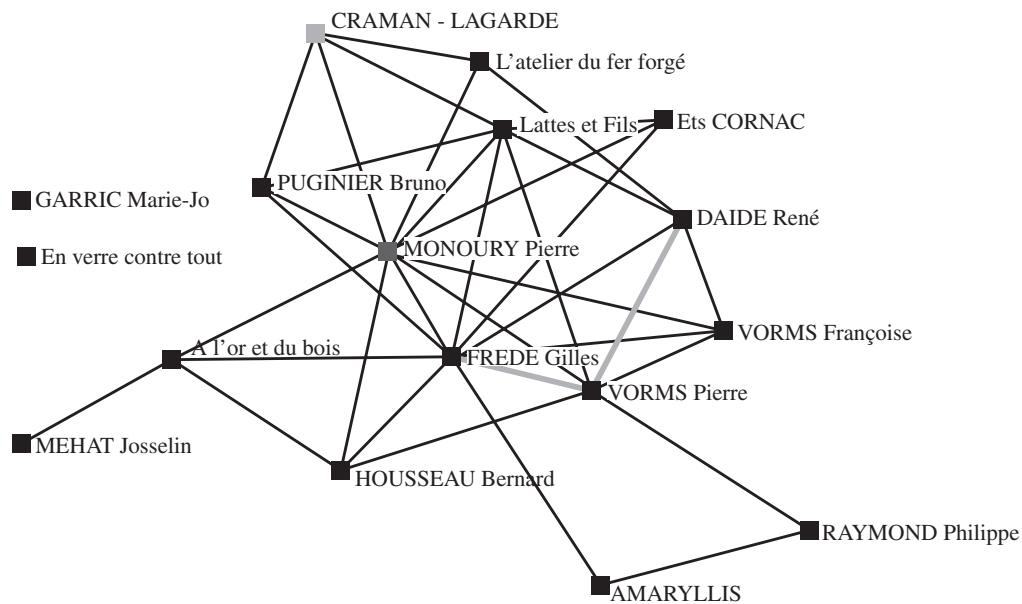 CRAMAN - LAGARDE
L'atelier du fer forgé
Lattes et Fils
Ets CORNAC
PUGINIER Bruno
GARRIC Marie-Jo
DAIDE René
MONOURY Pierre
En verre contre tout
VORMS Françoise
A l'or et du bois
FREDE Gilles
VORMS Pierre
MEHAT Josselin
HOUSSEAU Bernard
RAYMOND Philippe
AMARYLLIS